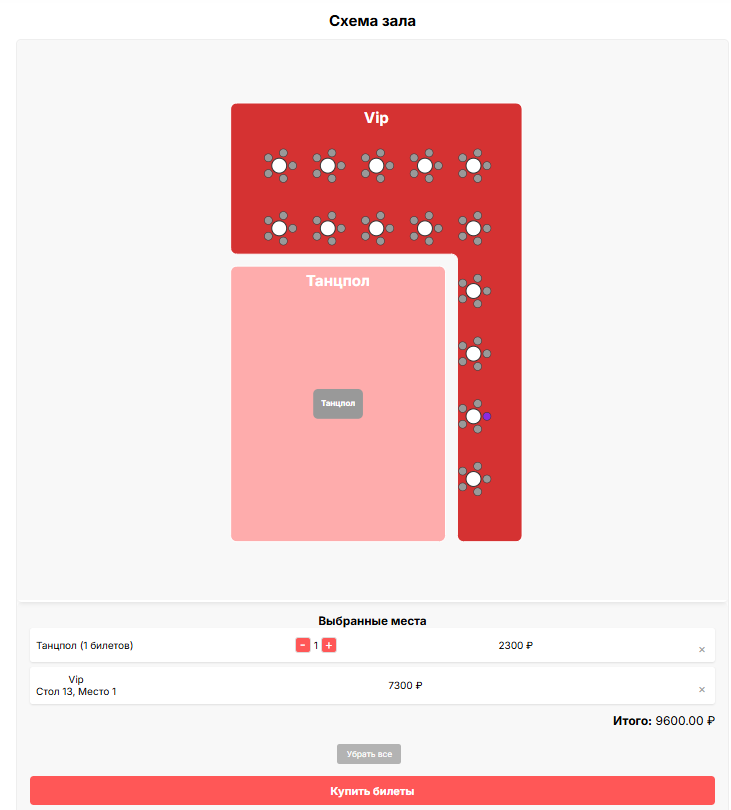 Схема зала
Vip
Танцпол
Танцпол
Выбранные места
Танцпол (1 билетов) - 1 + 2300 ₽ ×
Vip
Стол 13, Место 1 7300 ₽ ×
Итого: 9600.00 ₽
Убрать все
Купить билеты